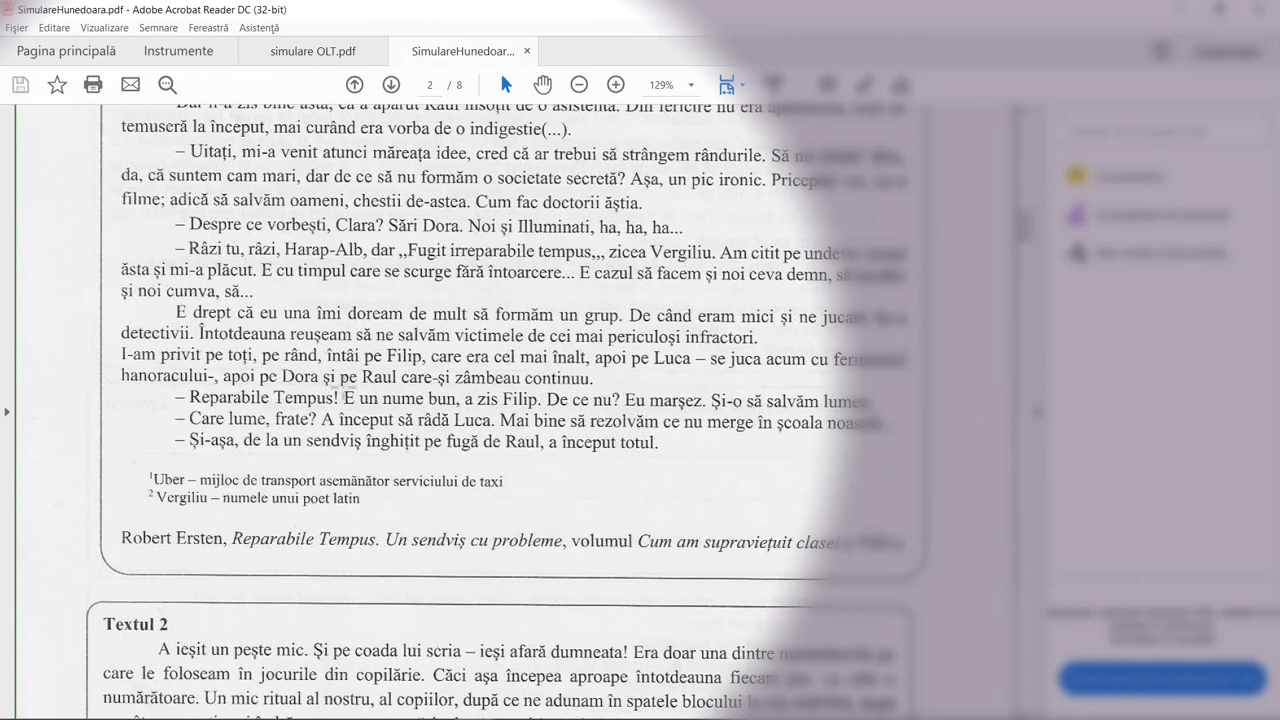 SimulareHunedoara.pdf - Adobe Acrobat Reader DC (32-bit)
Fișier Editare Vizualizare Semnare Fereastră Asistență
Pagina principală Instrumente simulare OLT.pdf SimulareHunedoar... ×
2 / 8 129%
temuseră la început, mai curând era vorba de o indigestie(...).
– Uitați, mi-a venit atunci măreața idee, cred că ar trebui să strângem rândurile. Să
da, că suntem cam mari, dar de ce să nu formăm o societate secretă? Așa, un pic ironic.
filme; adică să salvăm oameni, chestii de-astea. Cum fac doctorii ăștia.
– Despre ce vorbești, Clara? Sări Dora. Noi și Illuminati, ha, ha, ha...
– Râzi tu, râzi, Harap-Alb, dar ,,Fugit irreparabile tempus,,, zicea Vergiliu. Am citit pe undeva
ăsta și mi-a plăcut. E cu timpul care se scurge fără întoarcere... E cazul să facem și noi ceva demn,
și noi cumva, să...
E drept că eu una îmi doream de mult să formăm un grup. De când eram mici și ne jucam
detectivii. Întotdeauna reușeam să ne salvăm victimele de cei mai periculoși infractori.
I-am privit pe toți, pe rând, întâi pe Filip, care era cel mai înalt, apoi pe Luca – se juca acum cu fermoarul
hanoracului-, apoi pe Dora și pe Raul care-și zâmbeau continuu.
– Reparabile Tempus! E un nume bun, a zis Filip. De ce nu? Eu marșez. Și-o să salvăm lumea.
– Care lume, frate? A început să râdă Luca. Mai bine să rezolvăm ce nu merge în școala noastră.
– Și-așa, de la un sendviș înghițit pe fugă de Raul, a început totul.
¹Uber – mijloc de transport asemănător serviciului de taxi
² Vergiliu – numele unui poet latin
Robert Ersten, Reparabile Tempus. Un sendviș cu probleme, volumul Cum am supraviețuit clasei
Textul 2
A ieșit un pește mic. Și pe coada lui scria – ieși afară dumneata! Era doar una dintre
care le foloseam în jocurile din copilărie. Căci așa începea aproape întotdeauna
numărătoare. Un mic ritual al nostru, al copiilor, după ce ne adunam în spatele blocului